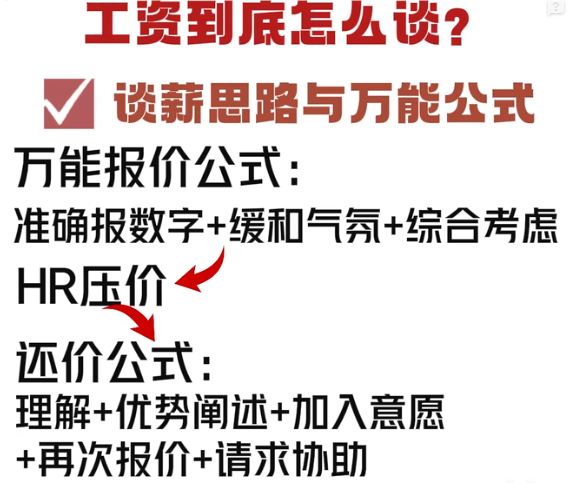 工资到底怎么谈?
谈薪思路与万能公式
万能报价公式:
准确报数字+缓和气氛+综合考虑
HR压价
还价公式:
理解+优势阐述+加入意愿
+再次报价+请求协助